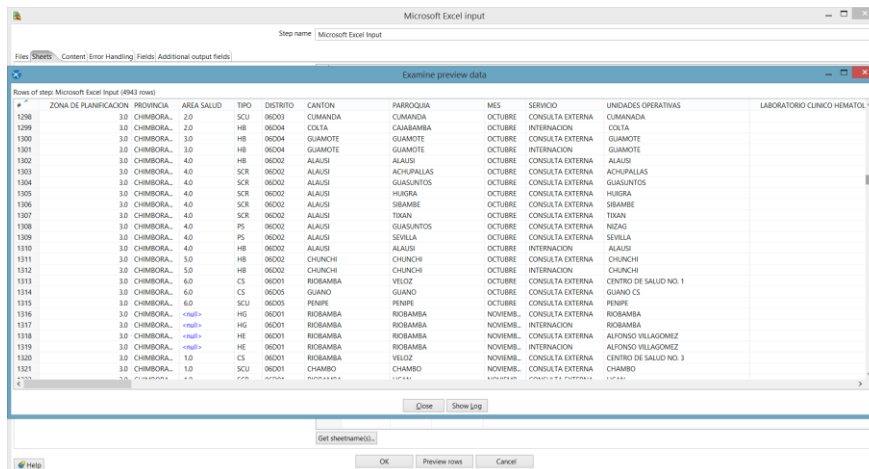 Microsoft Excel input
Step name Microsoft Excel Input
Files Sheets Content Error Handling Fields Additional output fields
Examine preview data
Rows of step: Microsoft Excel Input (4943 rows)
# ZONA DE PLANIFICACION PROVINCIA AREA SALUD TIPO DISTRITO CANTON PARROQUIA MES SERVICIO UNIDADES OPERATIVAS LABORATORIO CLINICO HEMATOL
1298 3.0 CHIMBORA... 2.0 SCU 06D03 CUMANDA CUMANDA OCTUBRE CONSULTA EXTERNA CUMANADA
1299 3.0 CHIMBORA... 2.0 HB 06D04 COLTA CAJABAMBA OCTUBRE INTERNACION COLTA
1300 3.0 CHIMBORA... 3.0 HB 06D04 GUAMOTE GUAMOTE OCTUBRE CONSULTA EXTERNA GUAMOTE
1301 3.0 CHIMBORA... 3.0 HB 06D04 GUAMOTE GUAMOTE OCTUBRE INTERNACION GUAMOTE
1302 3.0 CHIMBORA... 4.0 HB 06D02 ALAUSI ALAUSI OCTUBRE CONSULTA EXTERNA ALAUSI
1303 3.0 CHIMBORA... 4.0 SCR 06D02 ALAUSI ACHUPALLAS OCTUBRE CONSULTA EXTERNA ACHUPALLAS
1304 3.0 CHIMBORA... 4.0 SCR 06D02 ALAUSI GUASUNTOS OCTUBRE CONSULTA EXTERNA GUASUNTOS
1305 3.0 CHIMBORA... 4.0 SCR 06D02 ALAUSI HUIGRA OCTUBRE CONSULTA EXTERNA HUIGRA
1306 3.0 CHIMBORA... 4.0 SCR 06D02 ALAUSI SIBAMBE OCTUBRE CONSULTA EXTERNA SIBAMBE
1307 3.0 CHIMBORA... 4.0 SCR 06D02 ALAUSI TIXAN OCTUBRE CONSULTA EXTERNA TIXAN
1308 3.0 CHIMBORA... 4.0 PS 06D02 ALAUSI GUASUNTOS OCTUBRE CONSULTA EXTERNA NIZAG
1309 3.0 CHIMBORA... 4.0 PS 06D02 ALAUSI SEVILLA OCTUBRE CONSULTA EXTERNA SEVILLA
1310 3.0 CHIMBORA... 4.0 HB 06D02 ALAUSI ALAUSI OCTUBRE INTERNACION ALAUSI
1311 3.0 CHIMBORA... 5.0 HB 06D02 CHUNCHI CHUNCHI OCTUBRE CONSULTA EXTERNA CHUNCHI
1312 3.0 CHIMBORA... 5.0 HB 06D02 CHUNCHI CHUNCHI OCTUBRE INTERNACION CHUNCHI
1313 3.0 CHIMBORA... 6.0 CS 06D01 RIOBAMBA VELOZ OCTUBRE CONSULTA EXTERNA CENTRO DE SALUD NO. 1
1314 3.0 CHIMBORA... 6.0 CS 06D05 GUANO GUANO OCTUBRE CONSULTA EXTERNA GUANO CS
1315 3.0 CHIMBORA... 6.0 SCU 06D05 PENIPE PENIPE OCTUBRE CONSULTA EXTERNA PENIPE
1316 3.0 CHIMBORA... <null> HG 06D01 RIOBAMBA RIOBAMBA NOVIEMB... CONSULTA EXTERNA RIOBAMBA
1317 3.0 CHIMBORA... <null> HG 06D01 RIOBAMBA RIOBAMBA NOVIEMB... INTERNACION RIOBAMBA
1318 3.0 CHIMBORA... <null> HE 06D01 RIOBAMBA RIOBAMBA NOVIEMB... CONSULTA EXTERNA ALFONSO VILLAGOMEZ
1319 3.0 CHIMBORA... <null> HE 06D01 RIOBAMBA RIOBAMBA NOVIEMB... INTERNACION ALFONSO VILLAGOMEZ
1320 3.0 CHIMBORA... 1.0 CS 06D01 RIOBAMBA VELOZ NOVIEMB... CONSULTA EXTERNA CENTRO DE SALUD NO. 3
1321 3.0 CHIMBORA... 1.0 SCU 06D01 CHAMBO CHAMBO NOVIEMB... CONSULTA EXTERNA CHAMBO
Close Show Log
Get sheetname(s)...
Help OK Preview rows Cancel